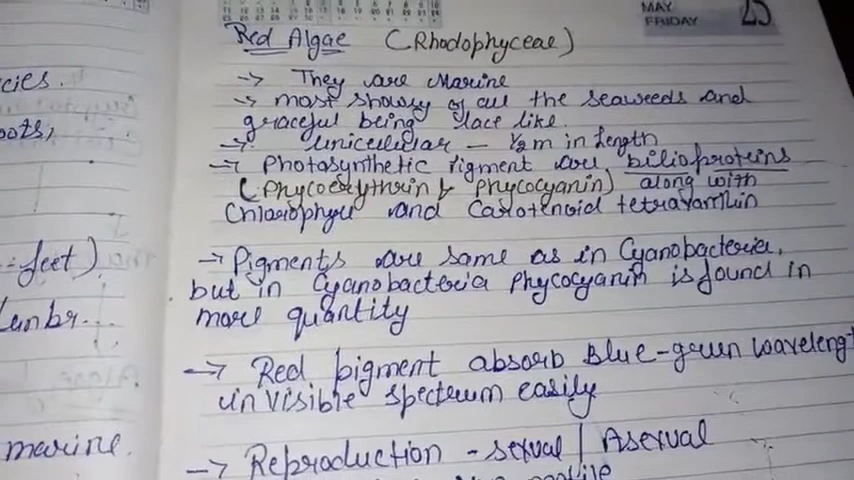 MAY
FRIDAY
25
Red Algae (Rhodophyceae)
cies.
oots,
-feet)
marine.
→ They are Marine
→ most showy of all the seaweeds and
graceful being lace like.
→ Unicellular — 1/2 m in length
→ Photosynthetic Pigment are bilioproteins
(Phycoerythrin & Phycocyanin) along with
Chlorophyll and Carotenoid tetraxanthin
→ Pigments are same as in Cyanobacteria,
but in Cyanobacteria Phycocyanin is found in
more quantity
→ Red pigment absorb Blue-green wavelengt
in visible spectrum easily
→ Reproduction - sexual / Asexual